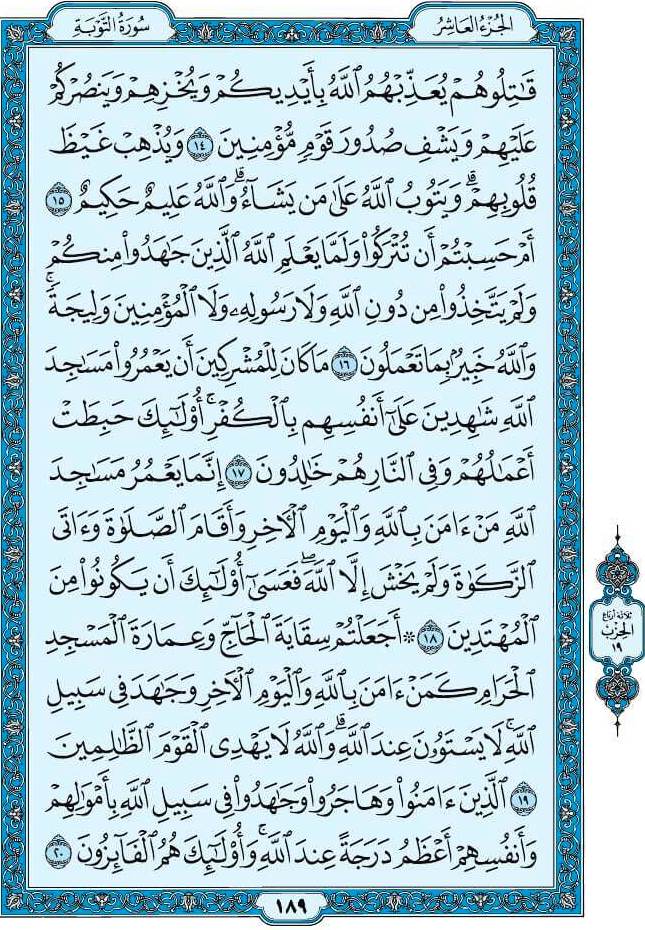 الجُزْءُ العَاشِرُ
سُورَةُ التَّوْبَةِ
قَٰتِلُوهُمْ يُعَذِّبْهُمُ ٱللَّهُ بِأَيْدِيكُمْ وَيُخْزِهِمْ وَيَنصُرْكُمْ
عَلَيْهِمْ وَيَشْفِ صُدُورَ قَوْمٍ مُّؤْمِنِينَ ١٤ وَيُذْهِبْ غَيْظَ
قُلُوبِهِمْۗ وَيَتُوبُ ٱللَّهُ عَلَىٰ مَن يَشَآءُۗ وَٱللَّهُ عَلِيمٌ حَكِيمٌ ١٥
أَمْ حَسِبْتُمْ أَن تُتْرَكُوا۟ وَلَمَّا يَعْلَمِ ٱللَّهُ ٱلَّذِينَ جَٰهَدُوا۟ مِنكُمْ
وَلَمْ يَتَّخِذُوا۟ مِن دُونِ ٱللَّهِ وَلَا رَسُولِهِۦ وَلَا ٱلْمُؤْمِنِينَ وَلِيجَةًۚ
وَٱللَّهُ خَبِيرٌۢ بِمَا تَعْمَلُونَ ١٦ مَا كَانَ لِلْمُشْرِكِينَ أَن يَعْمُرُوا۟ مَسَٰجِدَ
ٱللَّهِ شَٰهِدِينَ عَلَىٰٓ أَنفُسِهِم بِٱلْكُفْرِۚ أُو۟لَٰٓئِكَ حَبِطَتْ
أَعْمَٰلُهُمْ وَفِى ٱلنَّارِ هُمْ خَٰلِدُونَ ١٧ إِنَّمَا يَعْمُرُ مَسَٰجِدَ
ٱللَّهِ مَنْ ءَامَنَ بِٱللَّهِ وَٱلْيَوْمِ ٱلْءَاخِرِ وَأَقَامَ ٱلصَّلَوٰةَ وَءَاتَى
ٱلزَّكَوٰةَ وَلَمْ يَخْشَ إِلَّا ٱللَّهَۖ فَعَسَىٰٓ أُو۟لَٰٓئِكَ أَن يَكُونُوا۟ مِنَ
ٱلْمُهْتَدِينَ ١٨ ۞ أَجَعَلْتُمْ سِقَايَةَ ٱلْحَآجِّ وَعِمَارَةَ ٱلْمَسْجِدِ
ٱلْحَرَامِ كَمَنْ ءَامَنَ بِٱللَّهِ وَٱلْيَوْمِ ٱلْءَاخِرِ وَجَٰهَدَ فِى سَبِيلِ
ٱللَّهِۚ لَا يَسْتَوُۥنَ عِندَ ٱللَّهِۗ وَٱللَّهُ لَا يَهْدِى ٱلْقَوْمَ ٱلظَّٰلِمِينَ
١٩ ٱلَّذِينَ ءَامَنُوا۟ وَهَاجَرُوا۟ وَجَٰهَدُوا۟ فِى سَبِيلِ ٱللَّهِ بِأَمْوَٰلِهِمْ
وَأَنفُسِهِمْ أَعْظَمُ دَرَجَةً عِندَ ٱللَّهِۚ وَأُو۟لَٰٓئِكَ هُمُ ٱلْفَآئِزُونَ ٢٠
ثلاثة أرباع
الحِزْب
١٩
١٨٩